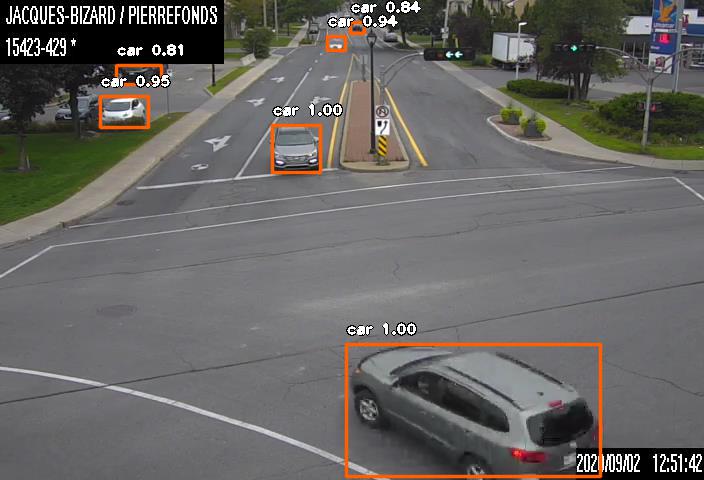 JACQUES-BIZARD / PIERREFONDS
15423-429 *
car 0.84
car 0.94
car 0.81
car 0.95
car 1.00
car 1.00
2020/09/02 12:51:42